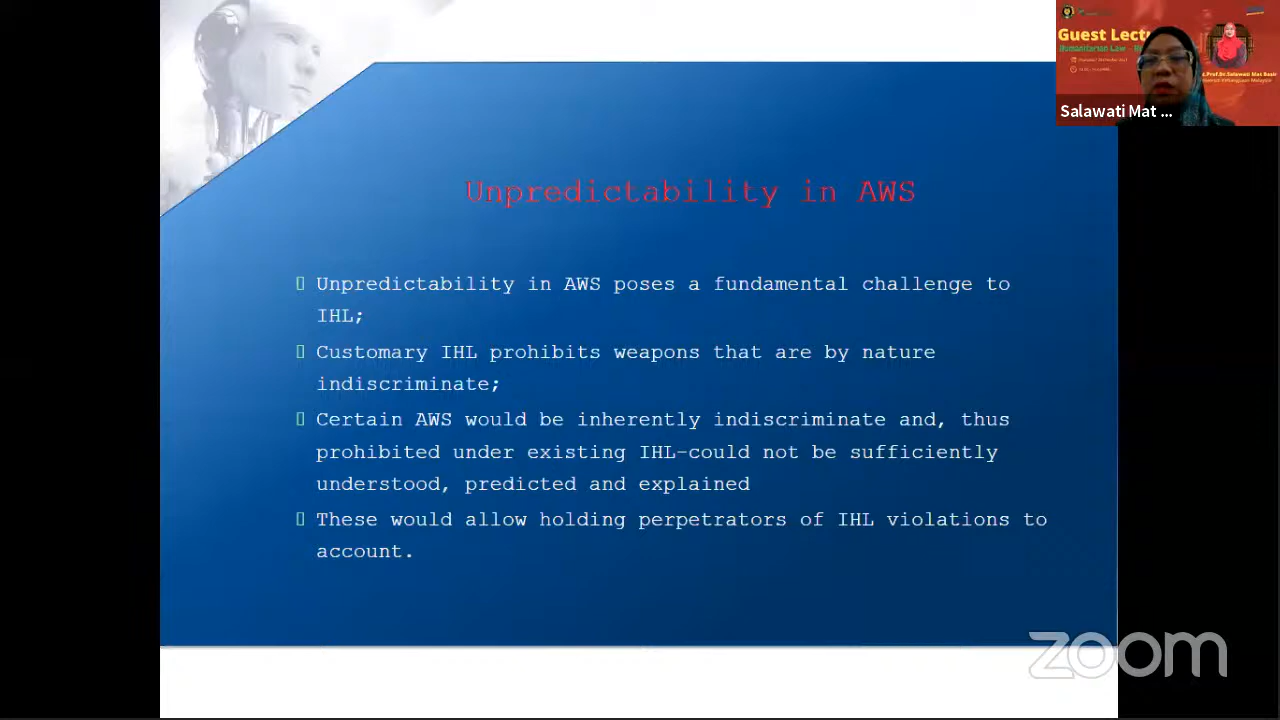 Guest Lectu
Humanitarian Law - R
Salawati Mat ...
Unpredictability in AWS
Unpredictability in AWS poses a fundamental challenge to
IHL;
Customary IHL prohibits weapons that are by nature
indiscriminate;
Certain AWS would be inherently indiscriminate and, thus
prohibited under existing IHL-could not be sufficiently
understood, predicted and explained
These would allow holding perpetrators of IHL violations to
account.
zoom